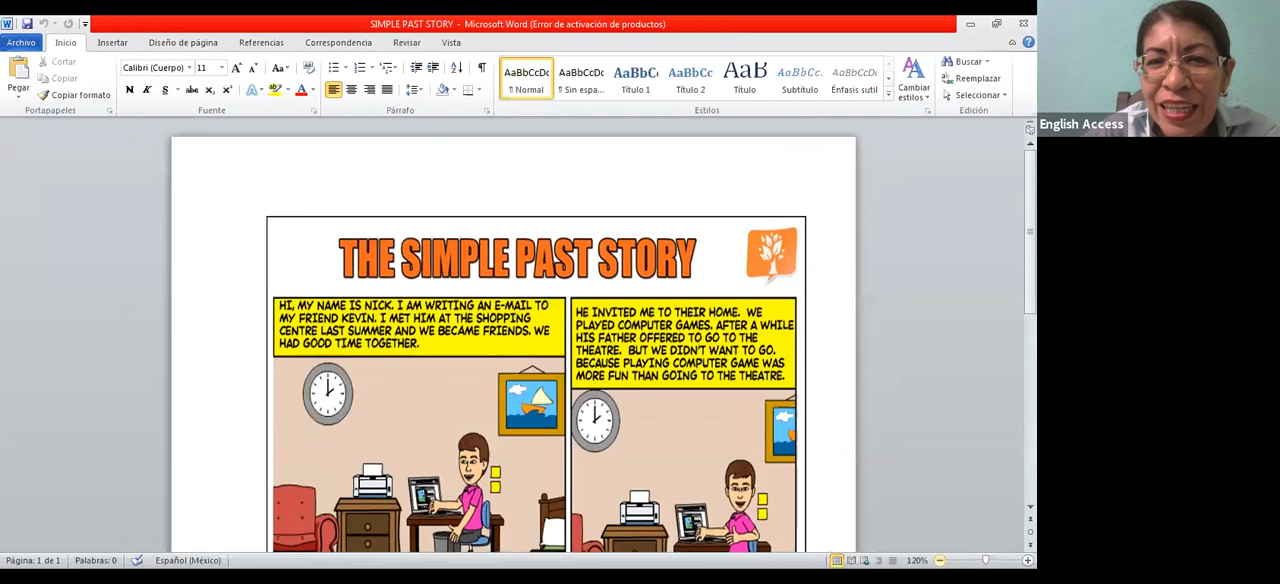 SIMPLE PAST STORY - Microsoft Word (Error de activación de productos)
Archivo Inicio Insertar Diseño de página Referencias Correspondencia Revisar Vista
Pegar
Cortar
Copiar
Copiar formato
Portapapeles
Calibri (Cuerpo) 11
Fuente
Párrafo
AaBbCcDc AaBbCcDc AaBbC AaBbCc AaB AaBbCc. AaBbCcDc
¶ Normal ¶ Sin espa... Título 1 Título 2 Título Subtítulo Énfasis sutil
Cambiar
estilos
Estilos
Buscar
Reemplazar
Seleccionar
Edición
English Access
THE SIMPLE PAST STORY
HI, MY NAME IS NICK. I AM WRITING AN E-MAIL TO
MY FRIEND KEVIN. I MET HIM AT THE SHOPPING
CENTRE LAST SUMMER AND WE BECAME FRIENDS. WE
HAD GOOD TIME TOGETHER.
HE INVITED ME TO THEIR HOME. WE
PLAYED COMPUTER GAMES. AFTER A WHILE
HIS FATHER OFFERED TO GO TO THE
THEATRE. BUT WE DIDN'T WANT TO GO.
BECAUSE PLAYING COMPUTER GAME WAS
MORE FUN THAN GOING TO THE THEATRE.
Página: 1 de 1 Palabras: 0 Español (México) 120%